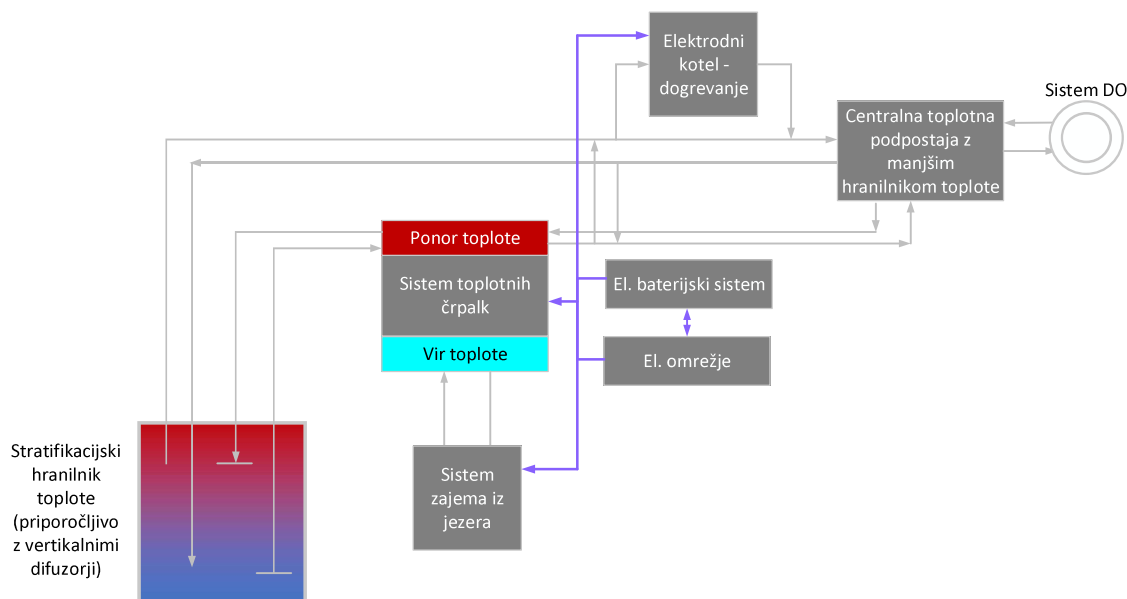 Elektrodni
kotel -
dogrevanje
Sistem DO
Centralna toplotna
podpostaja z
manjšim
hranilnikom toplote
Ponor toplote
Sistem toplotnih
črpalk
Vir toplote
El. baterijski sistem
El. omrežje
Stratifikacijski
hranilnik
toplote
(priporočljivo
z vertikalnimi
difuzorji)
Sistem
zajema iz
jezera